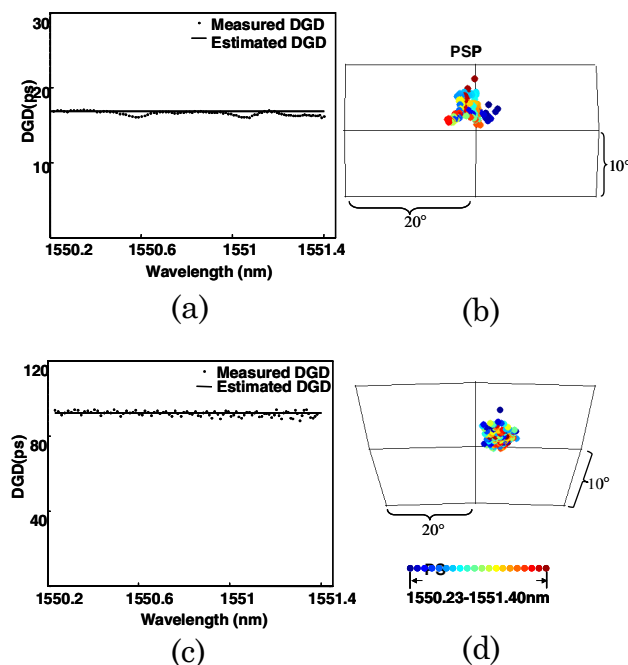 30
20
10
DGD(ps)
Measured DGD
Estimated DGD
1550.2 1550.6 1551 1551.4
Wavelength (nm)
(a)
PSP
10°
20°
(b)
120
80
40
DGD(ps)
Measured DGD
Estimated DGD
1550.2 1550.6 1551 1551.4
Wavelength (nm)
(c)
10°
20°
PS
1550.23-1551.40nm
(d)